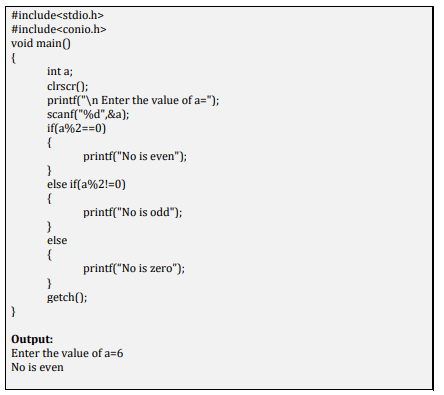 #include<stdio.h>
#include<conio.h>
void main()
{
int a;
clrscr();
printf("\n Enter the value of a=");
scanf("%d",&a);
if(a%2==0)
{
printf("No is even");
}
else if(a%2!=0)
{
printf("No is odd");
}
else
{
printf(“No is zero”);
}
getch();
}
Output:
Enter the value of a=6
No is even